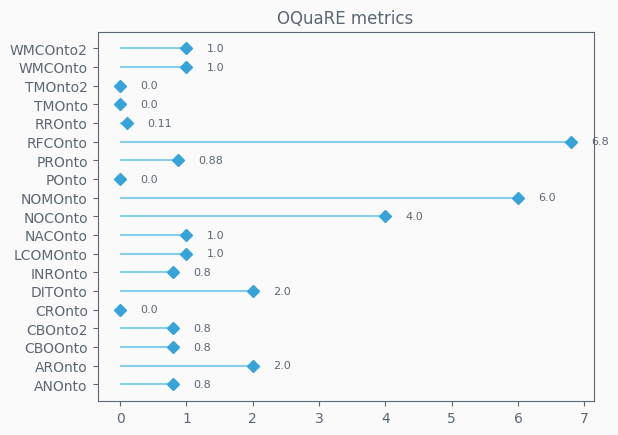 OQuaRE metrics
WMCOnto2 1.0
WMCOnto 1.0
TMOnto2 0.0
TMOnto 0.0
RROnto 0.11
RFCOnto 6.8
PROnto 0.88
POnto 0.0
NOMOnto 6.0
NOCOnto 4.0
NACOnto 1.0
LCOMOnto 1.0
INROnto 0.8
DITOnto 2.0
CROnto 0.0
CBOnto2 0.8
CBOOnto 0.8
AROnto 2.0
ANOnto 0.8
0 1 2 3 4 5 6 7